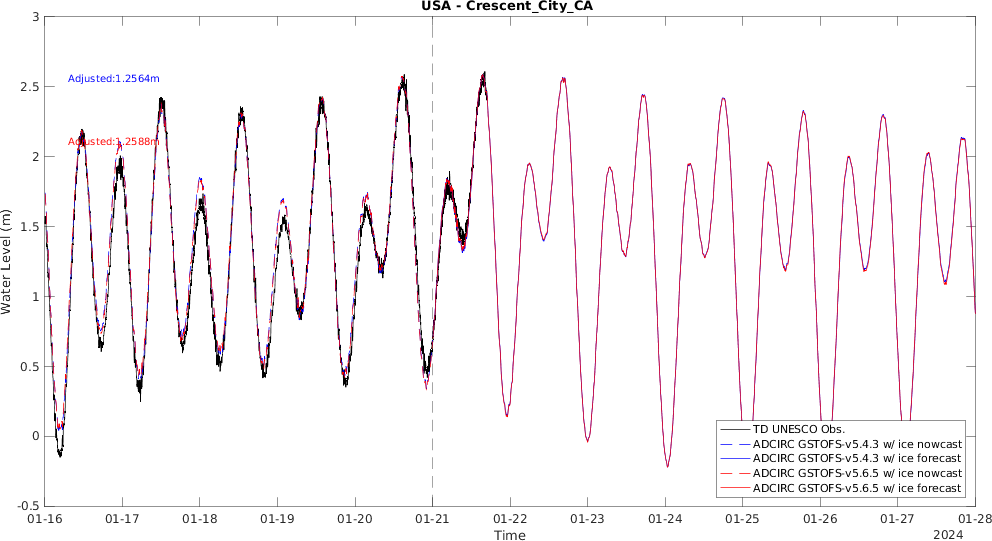 USA - Crescent_City_CA
3
2.5
2
1.5
1
0.5
0
-0.5
Water Level (m)
Adjusted:1.2564m
Adjusted:1.2588m
TD UNESCO Obs.
ADCIRC GSTOFS-v5.4.3 w/ ice nowcast
ADCIRC GSTOFS-v5.4.3 w/ ice forecast
ADCIRC GSTOFS-v5.6.5 w/ ice nowcast
ADCIRC GSTOFS-v5.6.5 w/ ice forecast
01-16 01-17 01-18 01-19 01-20 01-21 01-22 01-23 01-24 01-25 01-26 01-27 01-28
Time
2024